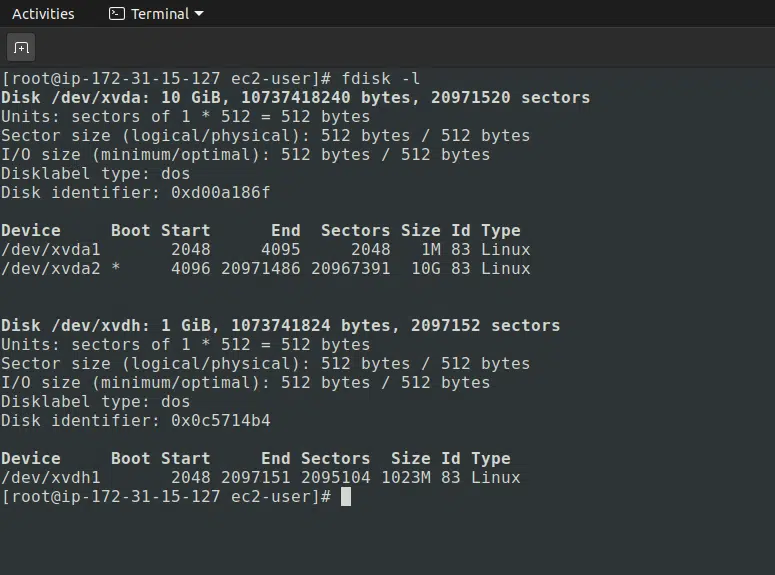 Activities Terminal
[root@ip-172-31-15-127 ec2-user]# fdisk -l
Disk /dev/xvda: 10 GiB, 10737418240 bytes, 20971520 sectors
Units: sectors of 1 * 512 = 512 bytes
Sector size (logical/physical): 512 bytes / 512 bytes
I/O size (minimum/optimal): 512 bytes / 512 bytes
Disklabel type: dos
Disk identifier: 0xd00a186f

Device     Boot Start      End  Sectors Size Id Type
/dev/xvda1       2048     4095     2048   1M 83 Linux
/dev/xvda2 *     4096 20971486 20967391  10G 83 Linux


Disk /dev/xvdh: 1 GiB, 1073741824 bytes, 2097152 sectors
Units: sectors of 1 * 512 = 512 bytes
Sector size (logical/physical): 512 bytes / 512 bytes
I/O size (minimum/optimal): 512 bytes / 512 bytes
Disklabel type: dos
Disk identifier: 0x0c5714b4

Device     Boot Start     End Sectors  Size Id Type
/dev/xvdh1       2048 2097151 2095104 1023M 83 Linux
[root@ip-172-31-15-127 ec2-user]#